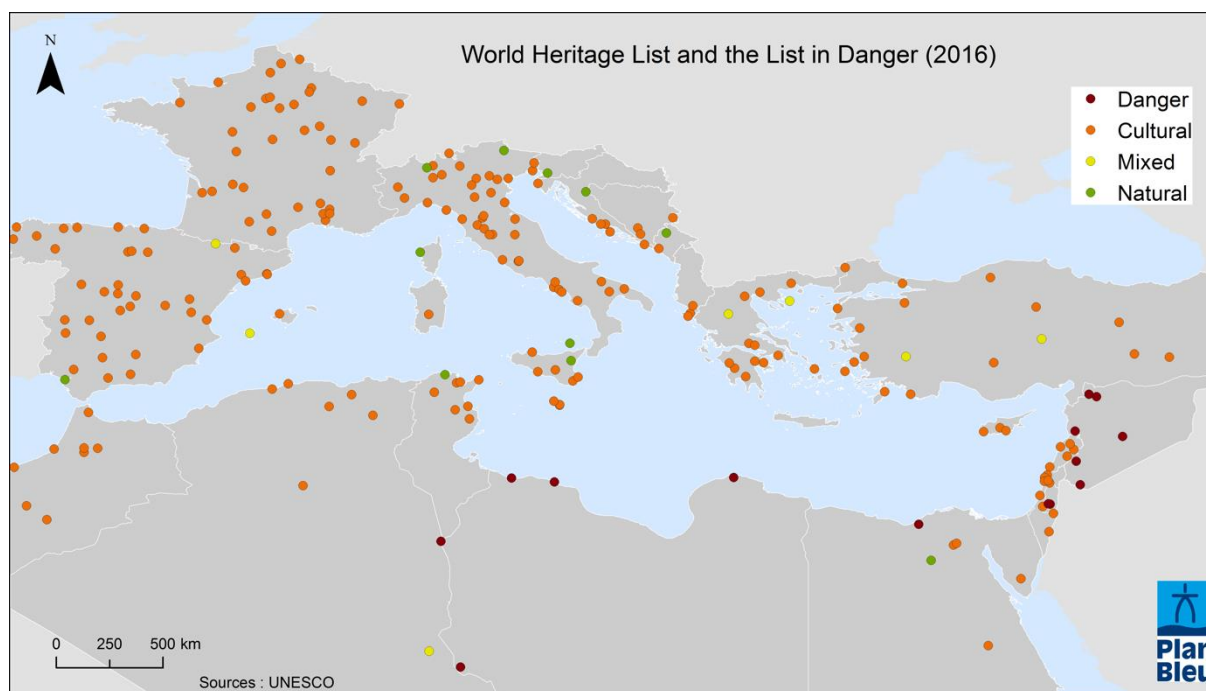 World Heritage List and the List in Danger (2016)
N
Danger
Cultural
Mixed
Natural
0 250 500 km
Sources : UNESCO
Plan
Bleu